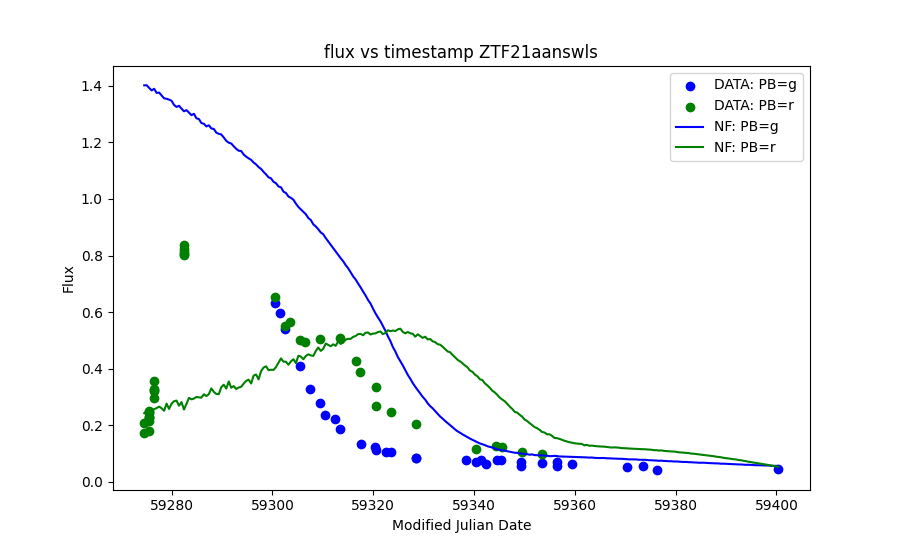 flux vs timestamp ZTF21aanswls
DATA: PB=g
DATA: PB=r
NF: PB=g
NF: PB=r
Flux
1.4
1.2
1.0
0.8
0.6
0.4
0.2
0.0
59280 59300 59320 59340 59360 59380 59400
Modified Julian Date